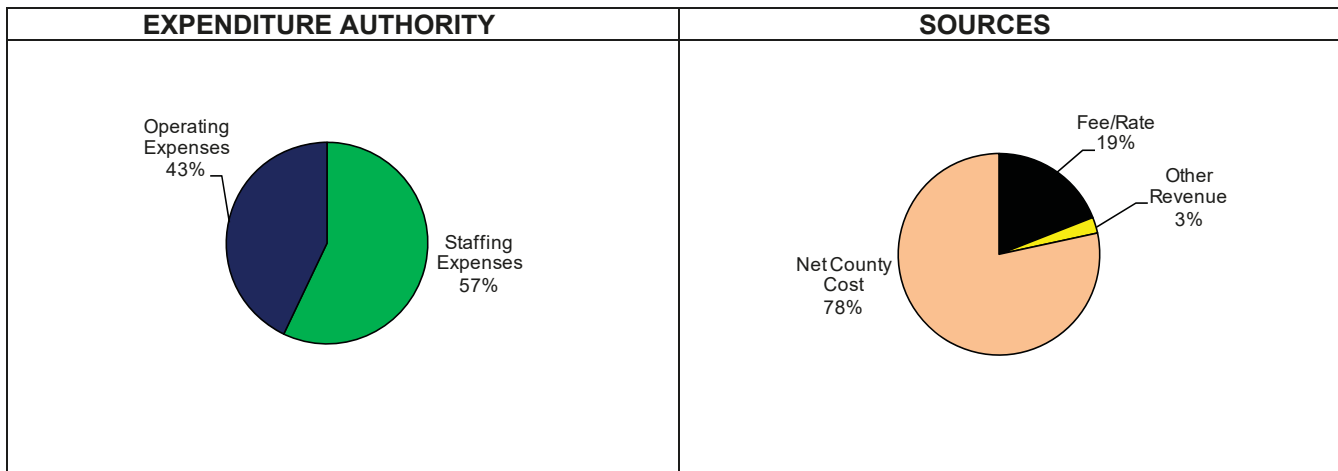 EXPENDITURE AUTHORITY
Operating
Expenses
43%
Staffing
Expenses
57%
SOURCES
Fee/Rate
19%
Other
Revenue
3%
Net County
Cost
78%